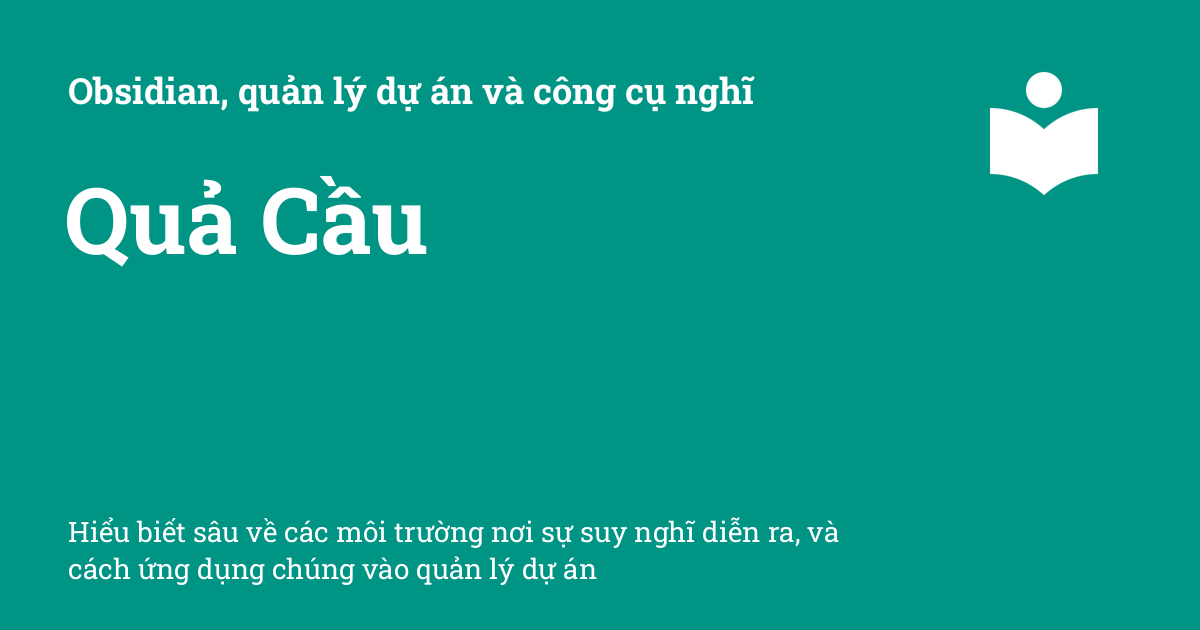 Obsidian, quản lý dự án và công cụ nghĩ
Quả Cầu
Hiểu biết sâu về các môi trường nơi sự suy nghĩ diễn ra, và
cách ứng dụng chúng vào quản lý dự án